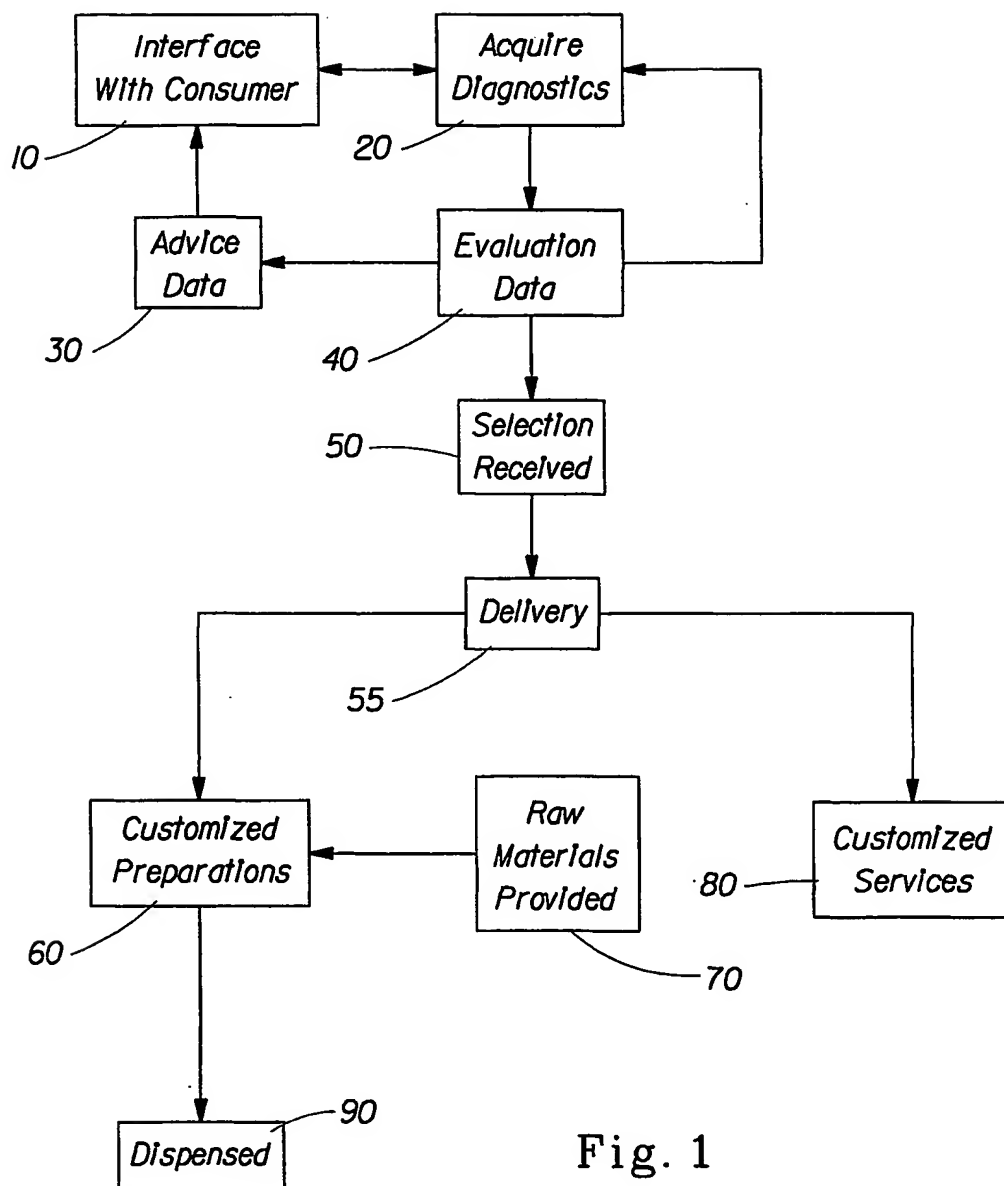 Interface
With Consumer
10
Acquire
Diagnostics
20
Advice
Data
30
Evaluation
Data
40
Selection
Received
50
Delivery
55
Customized
Preparations
60
Raw
Materials
Provided
70
Customized
Services
80
Dispensed
90
Fig. 1